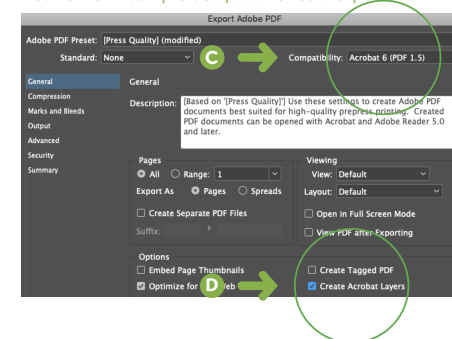 Export Adobe PDF
Adobe PDF Preset: [Press Quality] (modified)
Standard: None C Compatibility: Acrobat 6 (PDF 1.5)
General General
Compression Description: [Based on '[Press Quality]'] Use these settings to create Adobe PDF
Marks and Bleeds documents best suited for high-quality prepress printing. Created
Output PDF documents can be opened with Acrobat and Adobe Reader 5.0
Advanced and later.
Security
Summary
Pages Viewing
All Range: 1 View: Default
Export As Pages Spreads Layout: Default
Create Separate PDF Files Open in Full Screen Mode
Suffix: View PDF after Exporting
Options
Embed Page Thumbnails Create Tagged PDF
Optimize for D Create Acrobat Layers